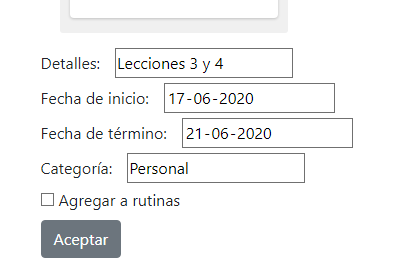 Detalles: Lecciones 3 y 4
Fecha de inicio: 17-06-2020
Fecha de término: 21-06-2020
Categoría: Personal
Agregar a rutinas
Aceptar